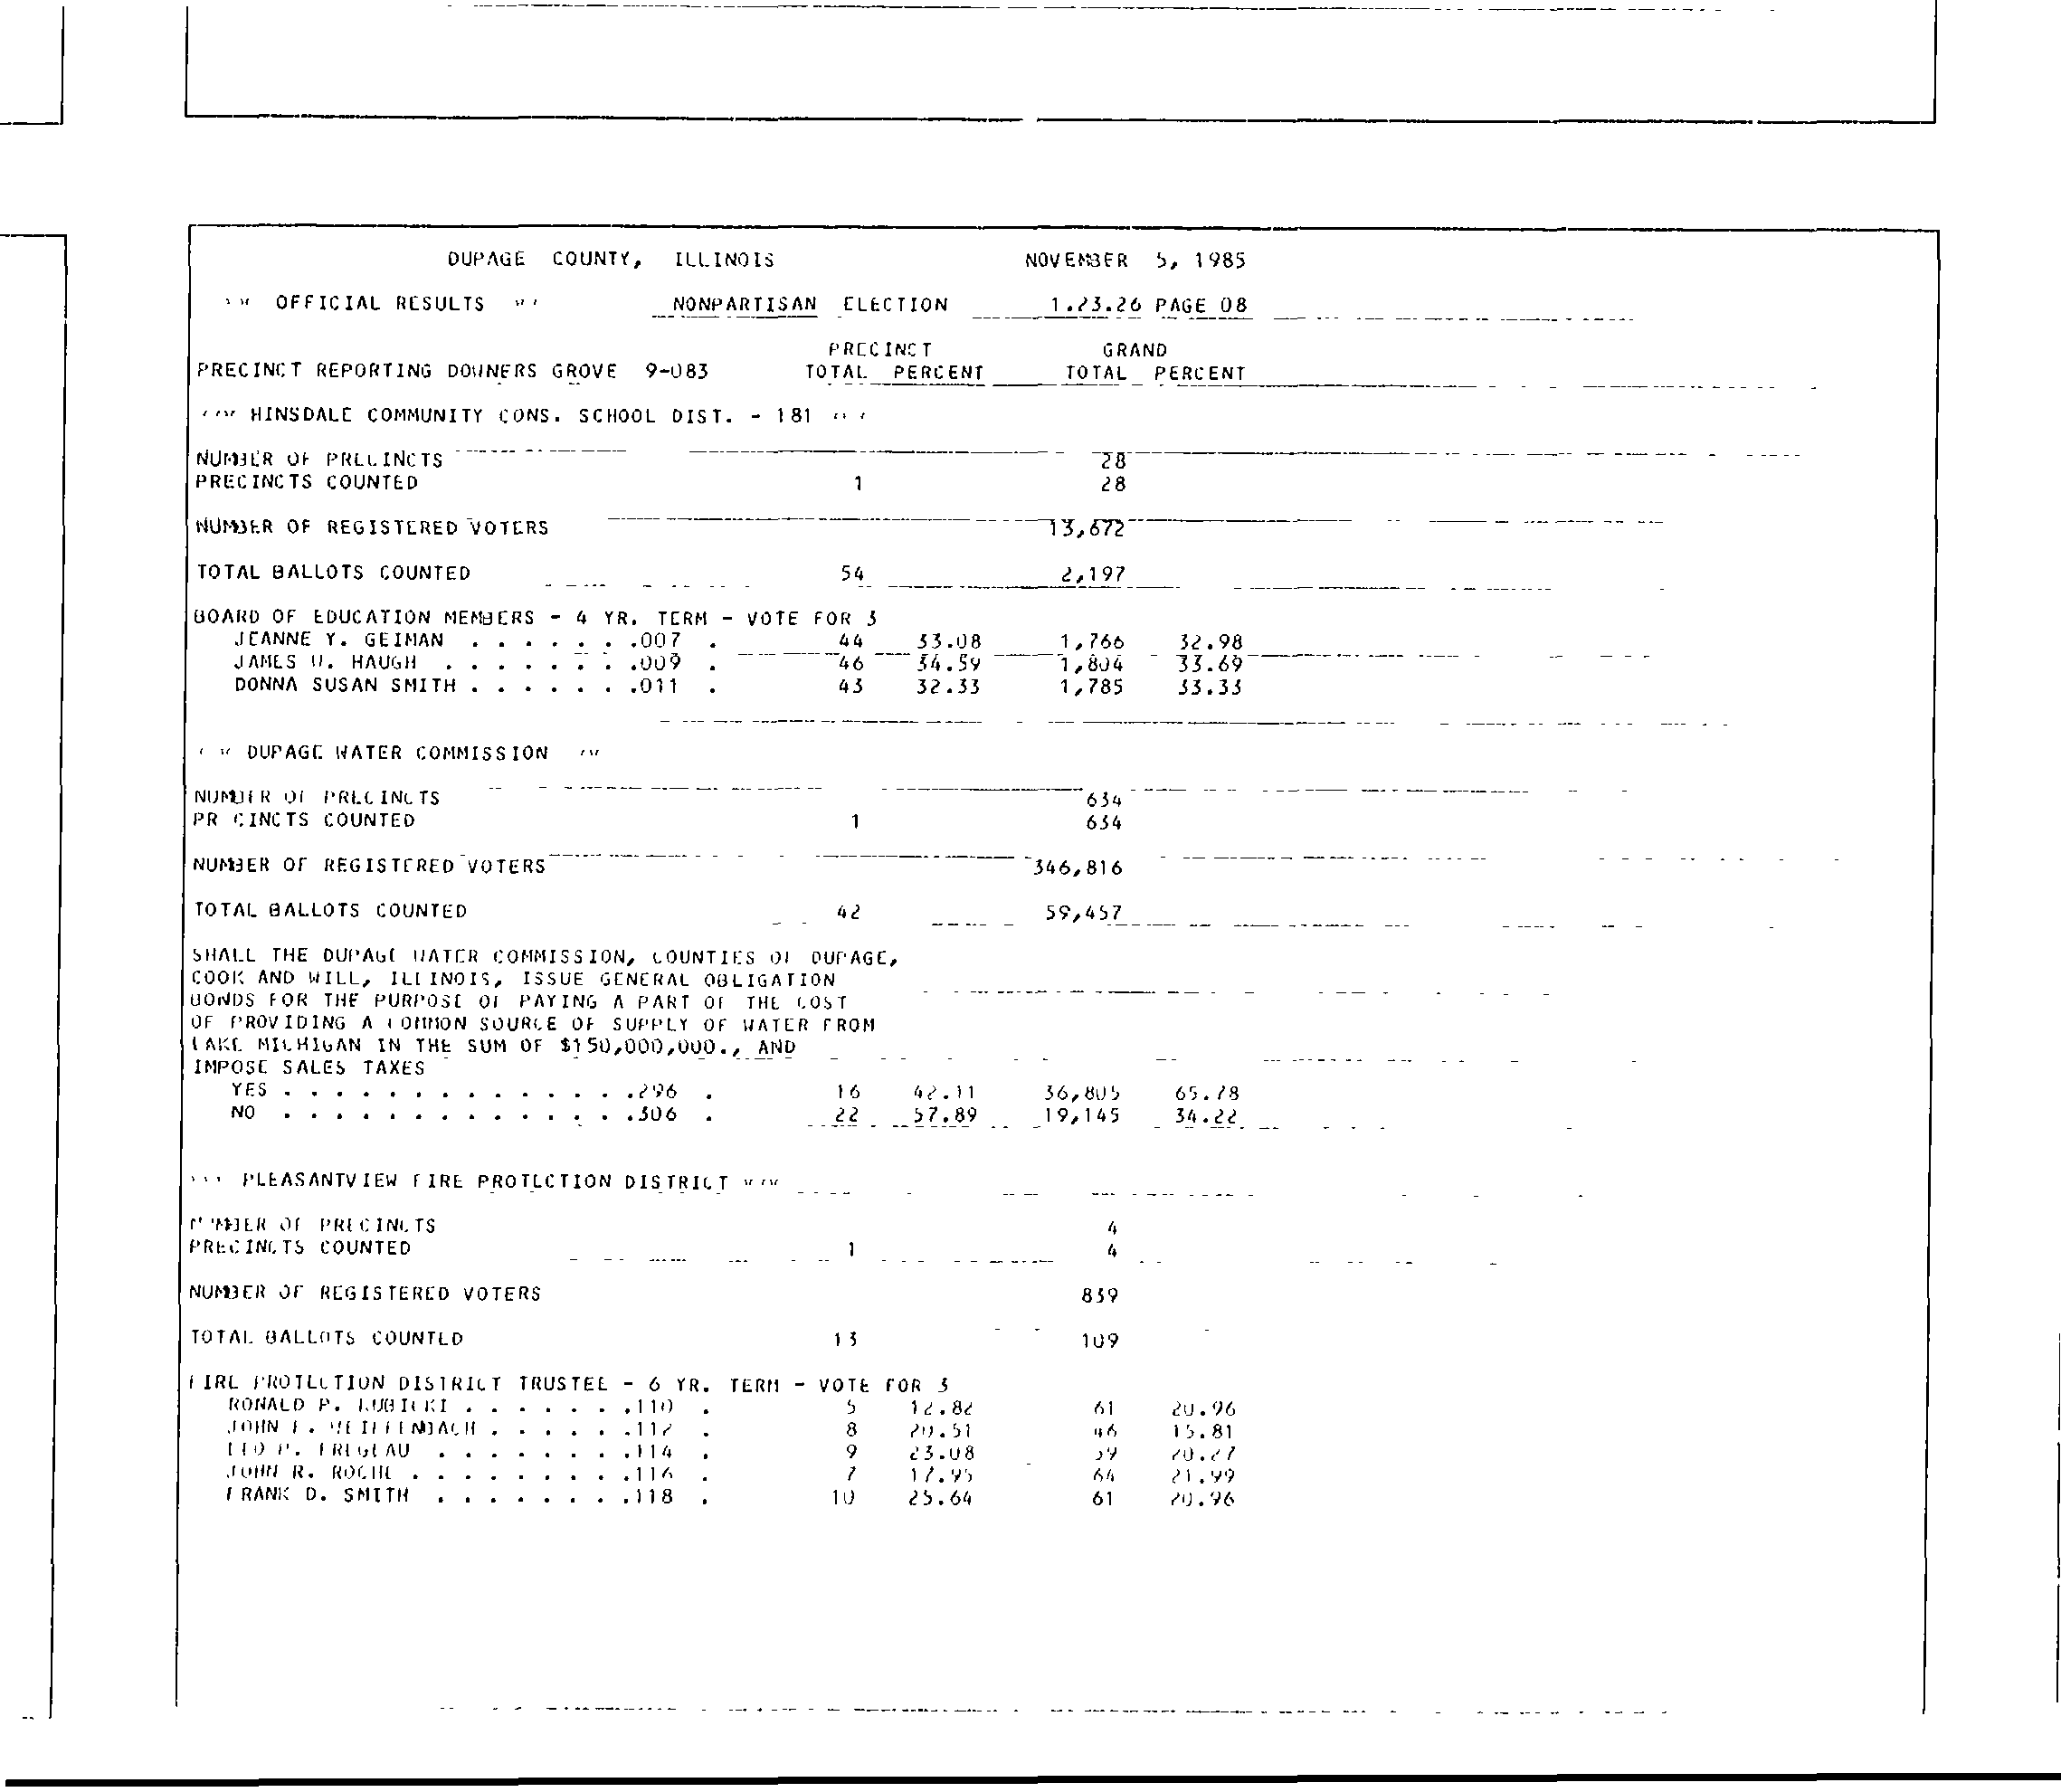 DUPAGE COUNTY, ILLINOIS NOVEMBER 5, 1985
OFFICIAL RESULTS NONPARTISAN ELECTION 1.23.26 PAGE 08
PRECINCT GRAND
PRECINCT REPORTING DOWNERS GROVE 9-083 TOTAL PERCENT TOTAL PERCENT
HINSDALE COMMUNITY CONS. SCHOOL DIST. - 181
NUMBER OF PRECINCTS 28
PRECINCTS COUNTED 1 28
NUMBER OF REGISTERED VOTERS 13,672
TOTAL BALLOTS COUNTED 54 2,197
BOARD OF EDUCATION MEMBERS - 4 YR. TERM - VOTE FOR 3
JEANNE Y. GEIMAN . . . . . . .007 . 44 33.08 1,766 32.98
JAMES W. HAUGH . . . . . . . .009 . 46 34.59 1,804 33.69
DONNA SUSAN SMITH . . . . . . .011 . 43 32.33 1,785 33.33
DUPAGE WATER COMMISSION
NUMBER OF PRECINCTS 634
PRECINCTS COUNTED 1 634
NUMBER OF REGISTERED VOTERS 346,816
TOTAL BALLOTS COUNTED 42 59,457
SHALL THE DUPAGE WATER COMMISSION, COUNTIES OF DUPAGE,
COOK AND WILL, ILLINOIS, ISSUE GENERAL OBLIGATION
BONDS FOR THE PURPOSE OF PAYING A PART OF THE COST
OF PROVIDING A COMMON SOURCE OF SUPPLY OF WATER FROM
LAKE MICHIGAN IN THE SUM OF $150,000,000., AND
IMPOSE SALES TAXES
YES . . . . . . . . . . . . . .296 . 16 42.11 36,805 65.78
NO . . . . . . . . . . . . . .306 . 22 57.89 19,145 34.22
PLEASANTVIEW FIRE PROTECTION DISTRICT
NUMBER OF PRECINCTS 4
PRECINCTS COUNTED 1 4
NUMBER OF REGISTERED VOTERS 839
TOTAL BALLOTS COUNTED 13 109
FIRE PROTECTION DISTRICT TRUSTEE - 6 YR. TERM - VOTE FOR 3
RONALD P. . . . . . . .110 . 5 12.82 61 20.96
JOHN . . . . . .112 . 8 20.51 46 15.81
LEO . . . . . . . .114 . 9 23.08 59 20.27
JOHN R. ROCHE . . . . . . . . .116 . 7 17.95 64 21.99
FRANK D. SMITH . . . . . . . .118 . 10 25.64 61 20.96